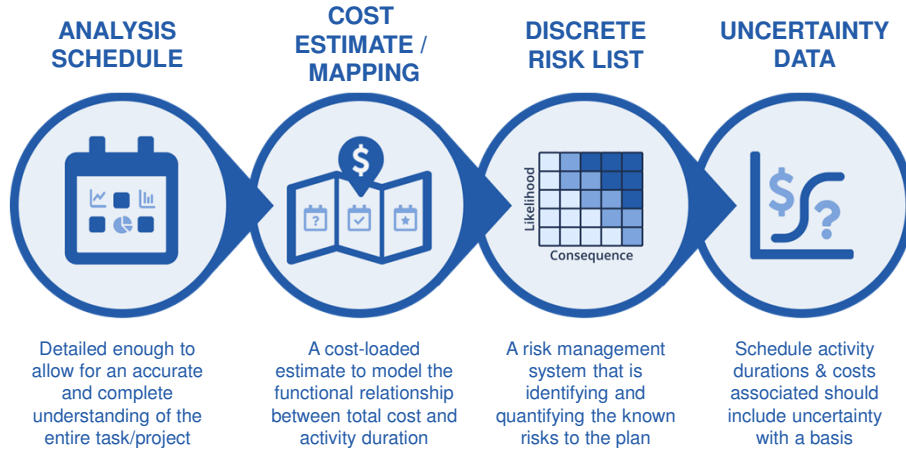 ANALYSIS
SCHEDULE
COST
ESTIMATE /
MAPPING
DISCRETE
RISK LIST
UNCERTAINTY
DATA
$
?
Likelihood
Consequence
$
?
Detailed enough to
allow for an accurate
and complete
understanding of the
entire task/project
A cost-loaded
estimate to model the
functional relationship
between total cost and
activity duration
A risk management
system that is
identifying and
quantifying the known
risks to the plan
Schedule activity
durations & costs
associated should
include uncertainty
with a basis